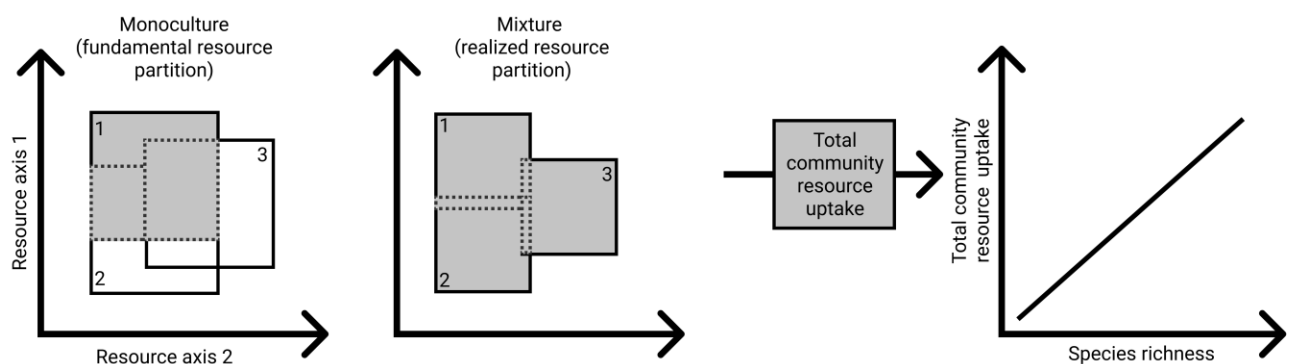 Monoculture
(fundamental resource
partition)
Resource axis 1
1
3
2
Resource axis 2
Mixture
(realized resource
partition)
1
3
2
Total
community
resource
uptake
Total community
resource uptake
Species richness